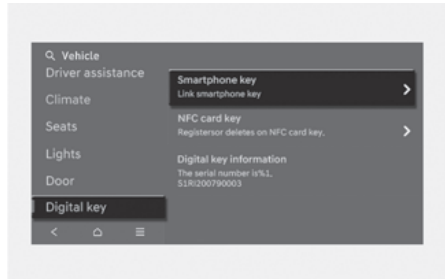 Vehicle
Driver assistance
Climate
Seats
Lights
Door
Digital key
Smartphone key
Link smartphone key
NFC card key
Registersor deletes on NFC card key.
Digital key information
The serial number is%1,
S1RI200790003